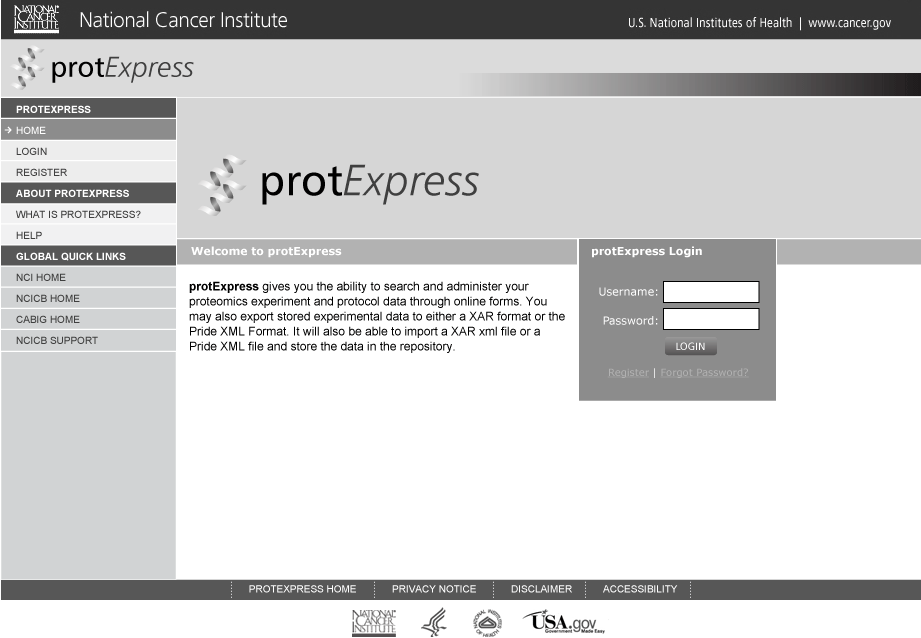 NATIONAL
CANCER
INSTITUTE
National Cancer Institute
U.S. National Institutes of Health | www.cancer.gov
protExpress
PROTEXPRESS
HOME
LOGIN
REGISTER
ABOUT PROTEXPRESS
WHAT IS PROTEXPRESS?
HELP
GLOBAL QUICK LINKS
NCI HOME
NCICB HOME
CABIG HOME
NCICB SUPPORT
protExpress
Welcome to protExpress
protExpress gives you the ability to search and administer your
proteomics experiment and protocol data through online forms. You
may also export stored experimental data to either a XAR format or the
Pride XML Format. It will also be able to import a XAR xml file or a
Pride XML file and store the data in the repository.
protExpress Login
Username:
Password:
LOGIN
Register | Forgot Password?
PROTEXPRESS HOME
PRIVACY NOTICE
DISCLAIMER
ACCESSIBILITY
NATIONAL
CANCER
INSTITUTE
NATIONAL INSTITUTES
OF HEALTH
USA.gov
Government Made Easy